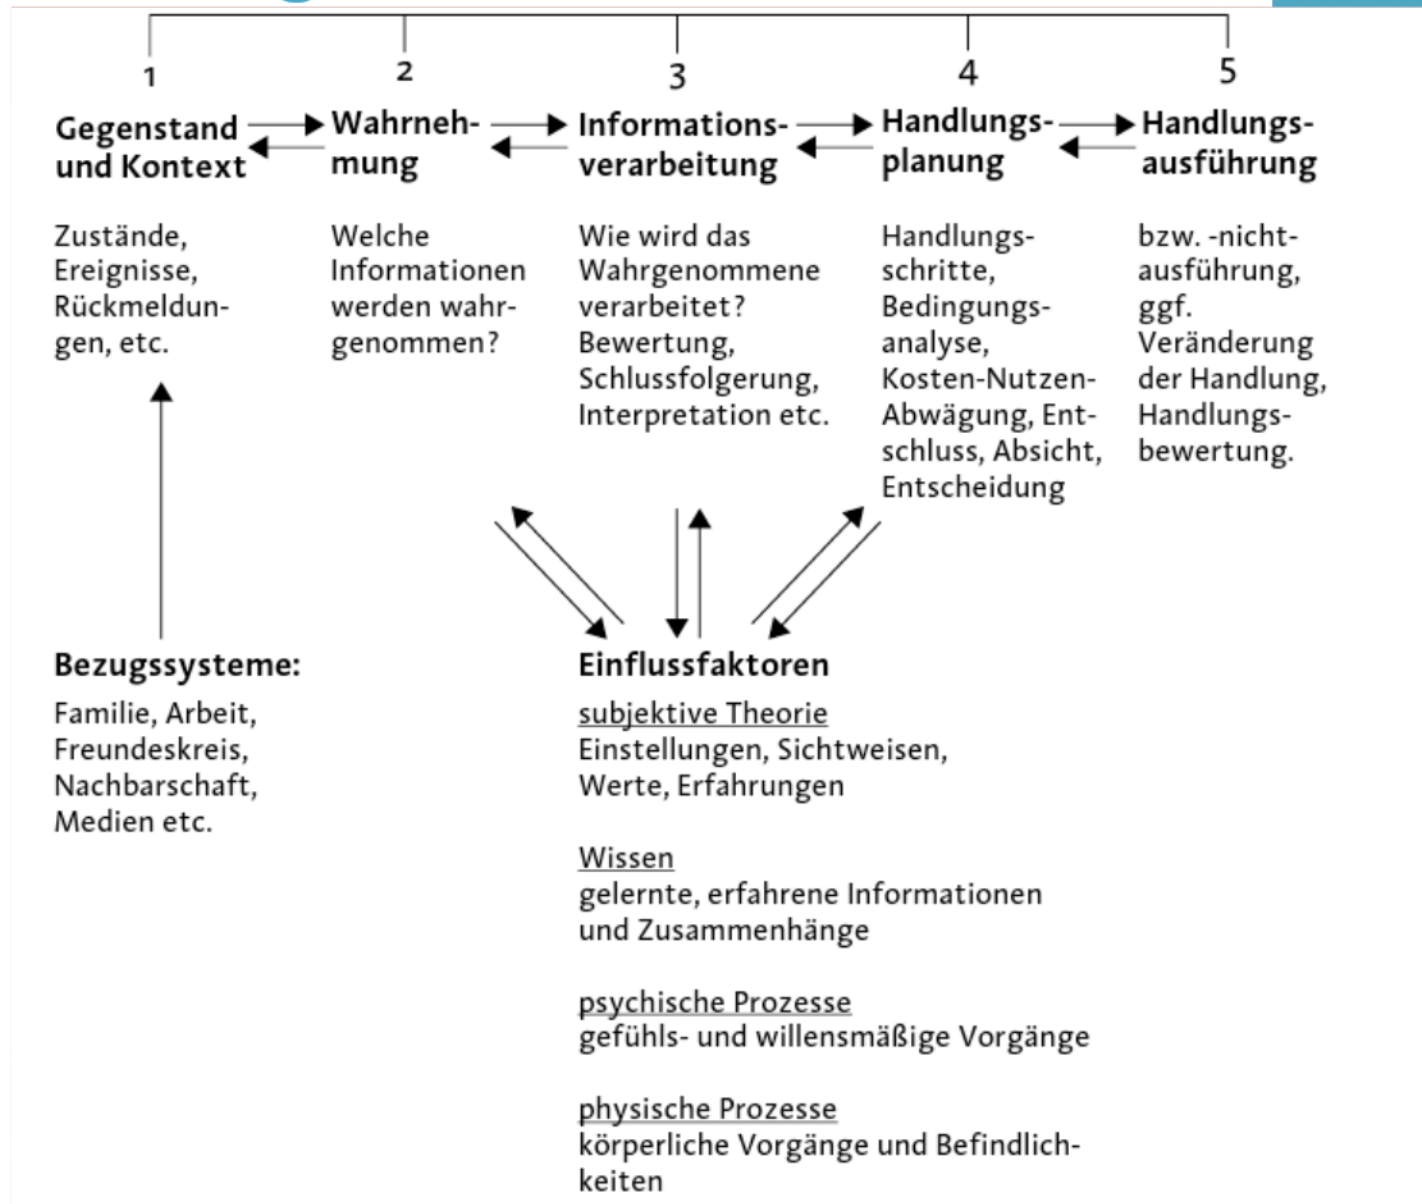 1
2
3
4
5
Gegenstand
und Kontext
Wahrneh-
mung
Informations-
verarbeitung
Handlungs-
planung
Handlungs-
ausführung
Zustände,
Ereignisse,
Rückmeldun-
gen, etc.
Welche
Informationen
werden wahr-
genommen?
Wie wird das
Wahrgenommene
verarbeitet?
Bewertung,
Schlussfolgerung,
Interpretation etc.
Handlungs-
schritte,
Bedingungs-
analyse,
Kosten-Nutzen-
Abwägung, Ent-
schluss, Absicht,
Entscheidung
bzw. -nicht-
ausführung,
ggf.
Veränderung
der Handlung,
Handlungs-
bewertung.
Bezugssysteme:
Familie, Arbeit,
Freundeskreis,
Nachbarschaft,
Medien etc.
Einflussfaktoren
subjektive Theorie
Einstellungen, Sichtweisen,
Werte, Erfahrungen
Wissen
gelernte, erfahrene Informationen
und Zusammenhänge
psychische Prozesse
gefühls- und willensmäßige Vorgänge
physische Prozesse
körperliche Vorgänge und Befindlich-
keiten